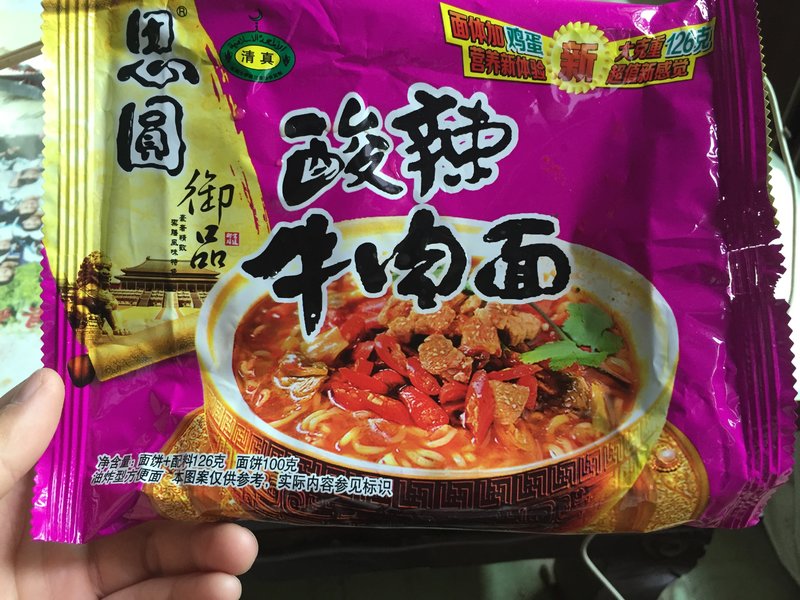 思圓®
御品
清真
面体加鸡蛋
营养新体验
新
大克重126克
超值新感觉
酸辣
牛肉面
净含量：面饼+配料126克 面饼100克
油炸型方便面 本图案仅供参考，实际内容参见标识